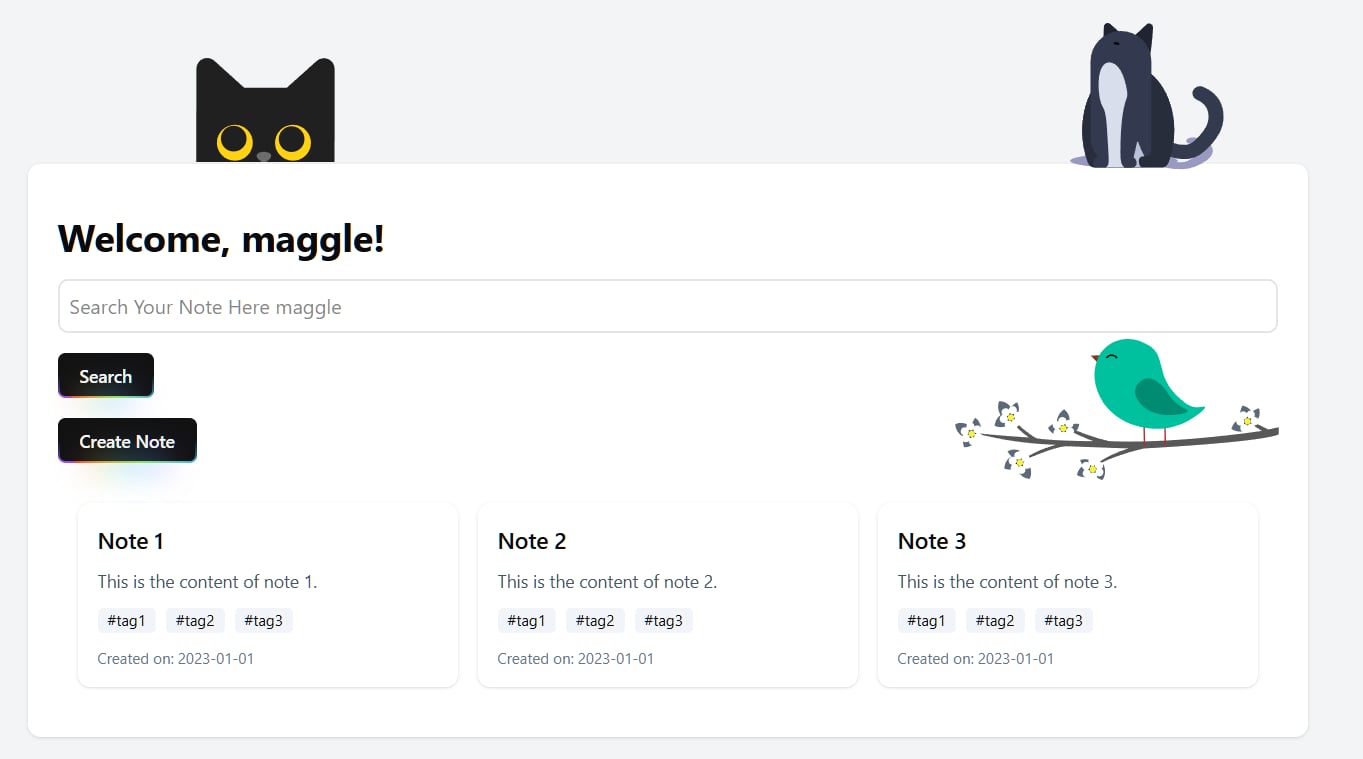 Welcome, maggle!
Search Your Note Here maggle
Search
Create Note
Note 1
This is the content of note 1.
#tag1 #tag2 #tag3
Created on: 2023-01-01
Note 2
This is the content of note 2.
#tag1 #tag2 #tag3
Created on: 2023-01-01
Note 3
This is the content of note 3.
#tag1 #tag2 #tag3
Created on: 2023-01-01